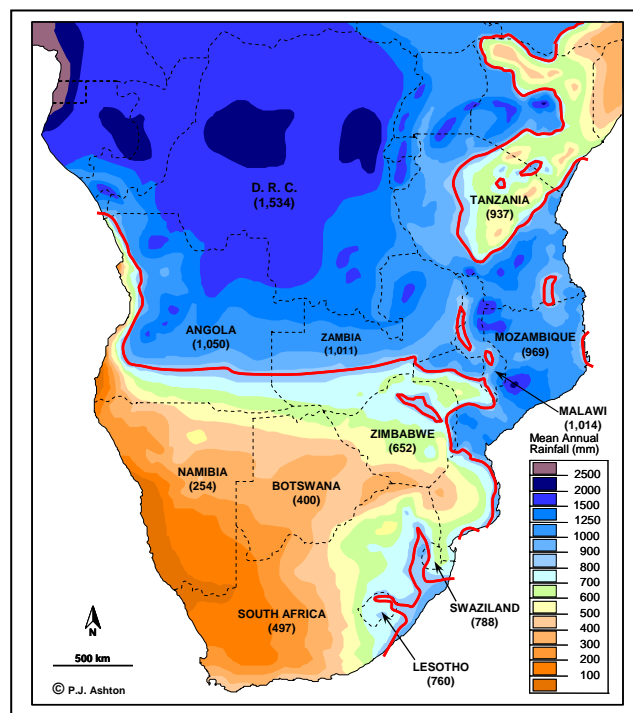 D. R. C.
(1,534)
TANZANIA
(937)
ANGOLA
(1,050)
ZAMBIA
(1,011)
MOZAMBIQUE
(969)
MALAWI
(1,014)
ZIMBABWE
(652)
NAMIBIA
(254)
BOTSWANA
(400)
SOUTH AFRICA
(497)
SWAZILAND
(788)
LESOTHO
(760)
Mean Annual
Rainfall (mm)
2500
2000
1500
1250
1000
900
800
700
600
500
400
300
200
100
N
500 km
© P.J. Ashton